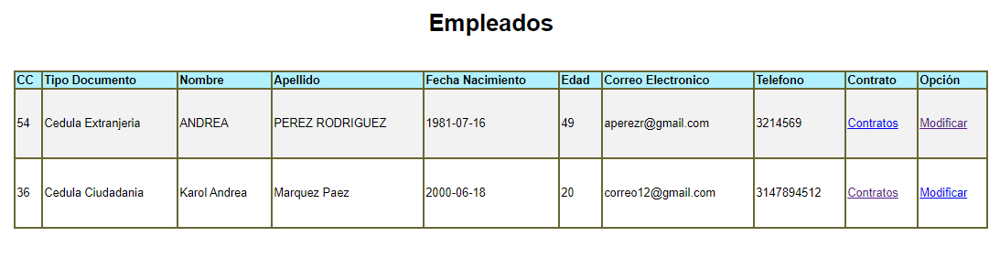 Empleados
CC Tipo Documento Nombre Apellido Fecha Nacimiento Edad Correo Electronico Telefono Contrato Opción
54 Cedula Extranjeria ANDREA PEREZ RODRIGUEZ 1981-07-16 49 aperezr@gmail.com 3214569 Contratos Modificar
36 Cedula Ciudadania Karol Andrea Marquez Paez 2000-06-18 20 correo12@gmail.com 3147894512 Contratos Modificar